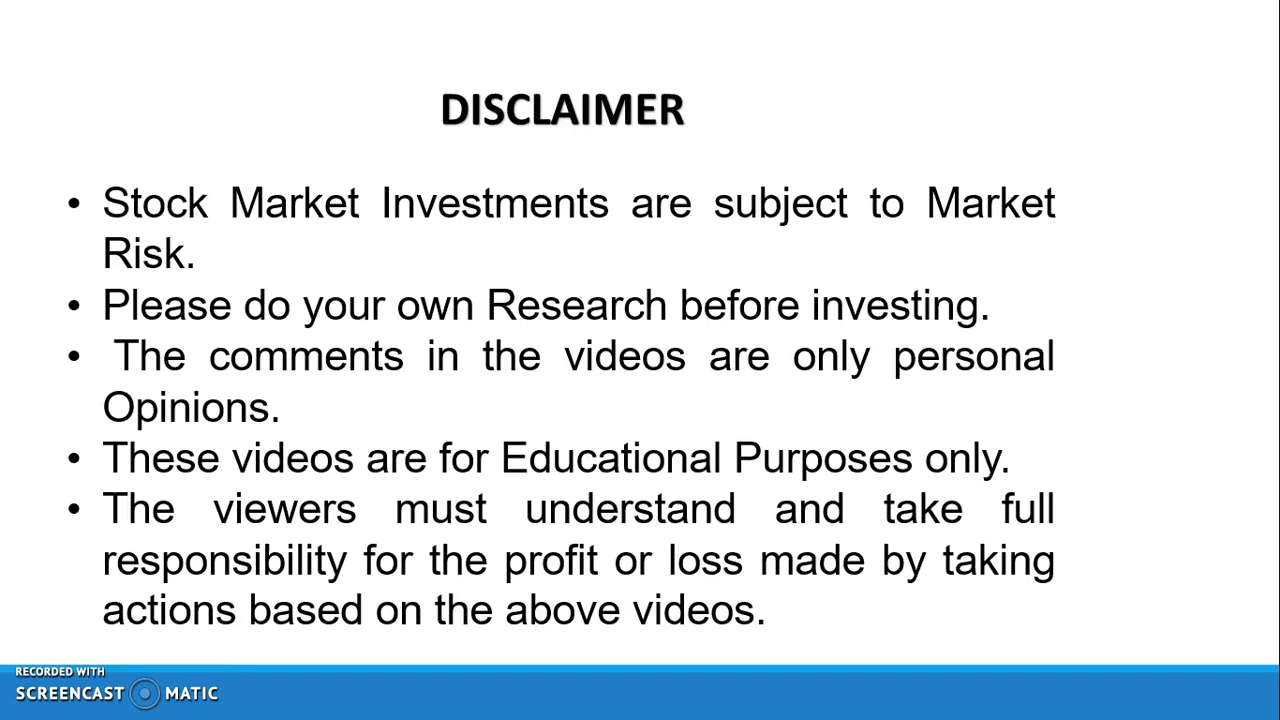 DISCLAIMER
• Stock Market Investments are subject to Market
Risk.
• Please do your own Research before investing.
• The comments in the videos are only personal
Opinions.
• These videos are for Educational Purposes only.
• The viewers must understand and take full
responsibility for the profit or loss made by taking
actions based on the above videos.
RECORDED WITH
SCREENCAST MATIC